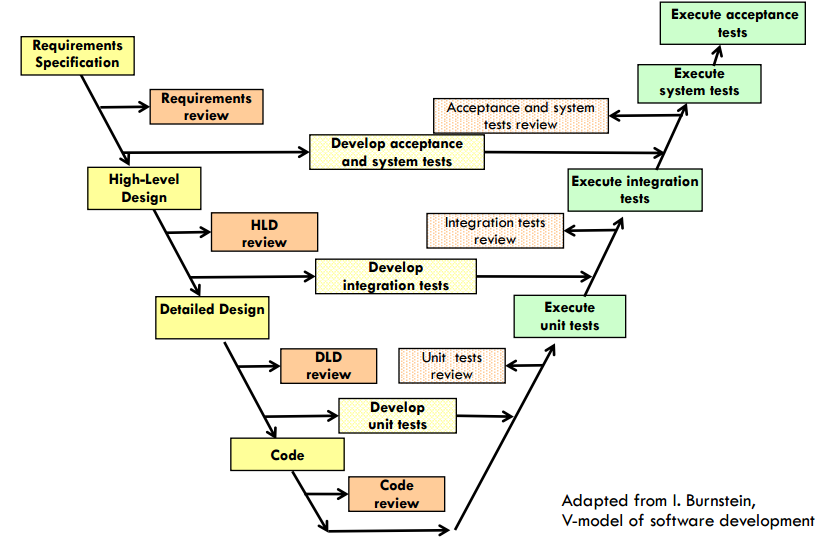 Execute acceptance
tests
Requirements
Specification
Execute
system tests
Requirements
review
Acceptance and system
tests review
Develop acceptance
and system tests
High-Level
Design
Execute integration
tests
HLD
review
Integration tests
review
Develop
integration tests
Detailed Design
Execute
unit tests
DLD
review
Unit tests
review
Develop
unit tests
Code
Code
review
Adapted from I. Burnstein,
V-model of software development